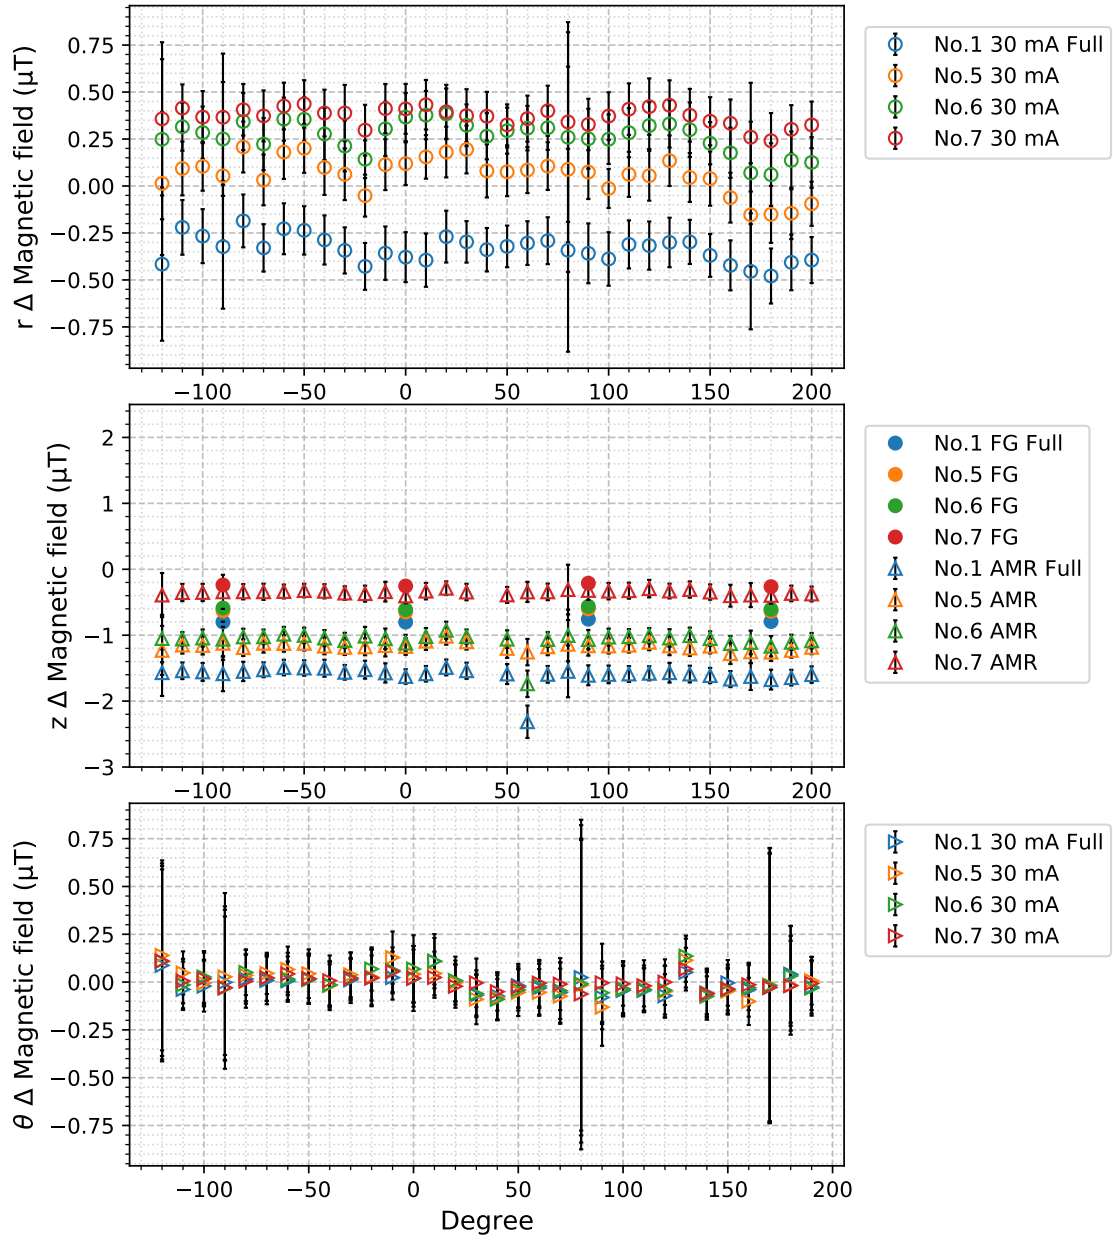 r Δ Magnetic field (µT)
0.75
0.50
0.25
0.00
−0.25
−0.50
−0.75
−100
−50
0
50
100
150
200
No.1 30 mA Full
No.5 30 mA
No.6 30 mA
No.7 30 mA
z Δ Magnetic field (µT)
2
1
0
−1
−2
−3
−100
−50
0
50
100
150
200
No.1 FG Full
No.5 FG
No.6 FG
No.7 FG
No.1 AMR Full
No.5 AMR
No.6 AMR
No.7 AMR
θ Δ Magnetic field (µT)
0.75
0.50
0.25
0.00
−0.25
−0.50
−0.75
−100
−50
0
50
100
150
200
Degree
No.1 30 mA Full
No.5 30 mA
No.6 30 mA
No.7 30 mA